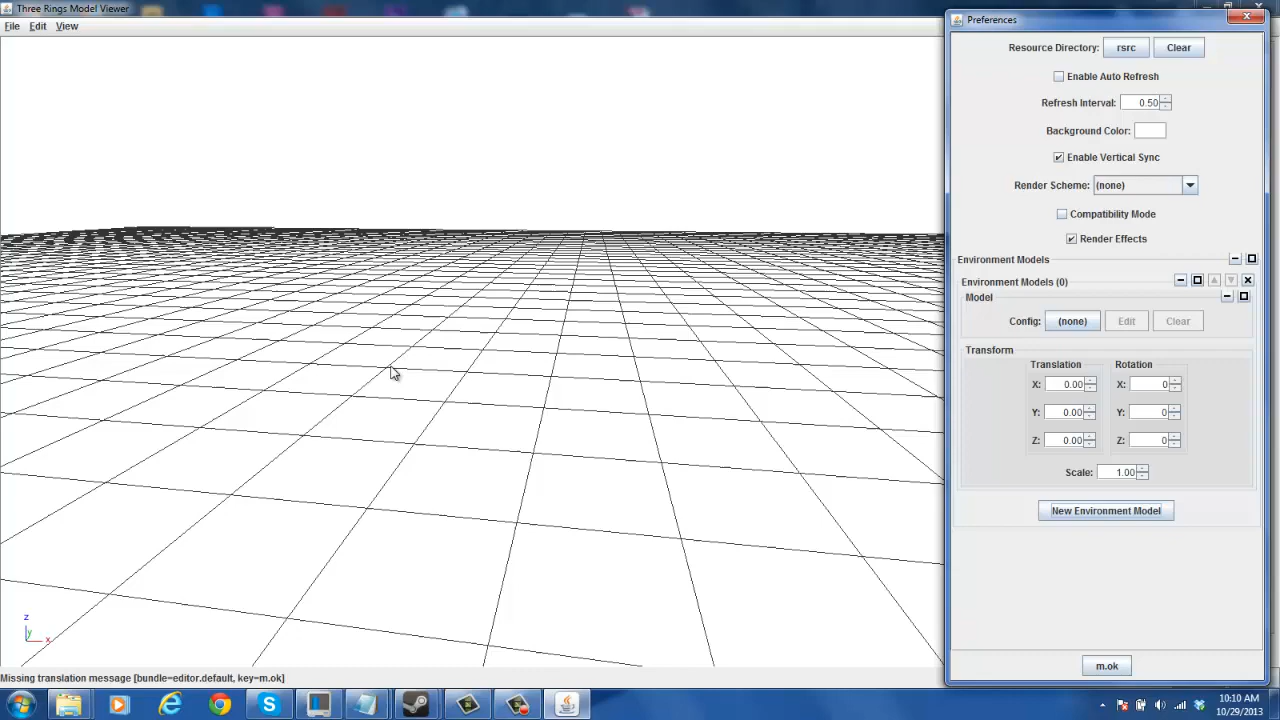 Three Rings Model Viewer
File Edit View
Preferences
Resource Directory: rsrc Clear
Enable Auto Refresh
Refresh Interval: 0.50
Background Color:
Enable Vertical Sync
Render Scheme: (none)
Compatibility Mode
Render Effects
Environment Models
Environment Models (0)
Model
Config: (none) Edit Clear
Transform
Translation Rotation
X: 0.00 X: 0
Y: 0.00 Y: 0
Z: 0.00 Z: 0
Scale: 1.00
New Environment Model
z
y
x
m.ok
Missing translation message [bundle=editor.default, key=m.ok]
10:10 AM
10/29/2013